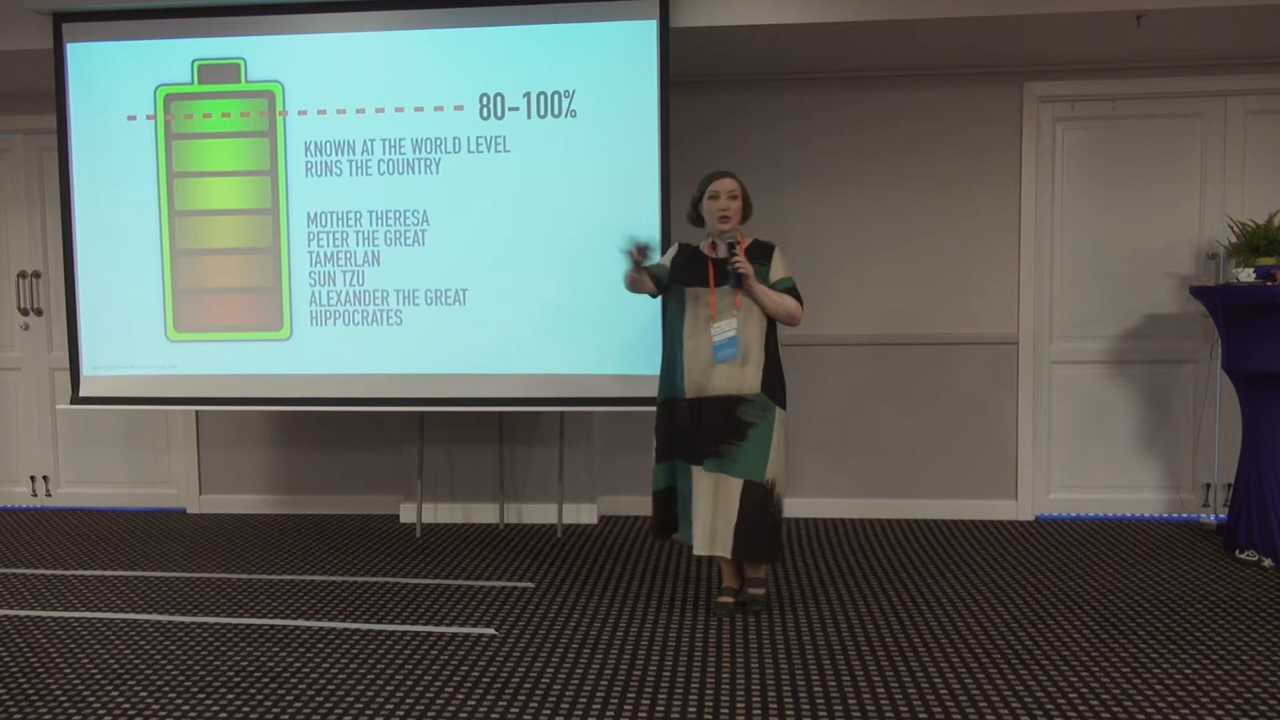 80–100%
KNOWN AT THE WORLD LEVEL
RUNS THE COUNTRY
MOTHER THERESA
PETER THE GREAT
TAMERLAN
SUN TZU
ALEXANDER THE GREAT
HIPPOCRATES